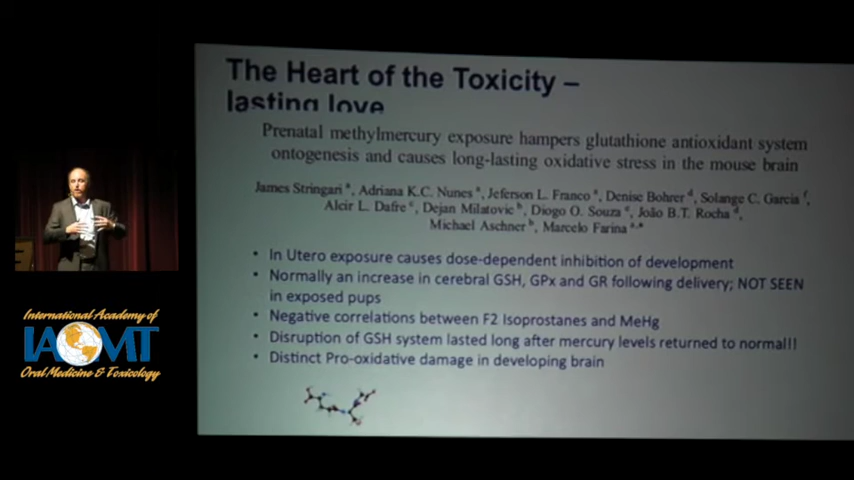 The Heart of the Toxicity –
lasting love
Prenatal methylmercury exposure hampers glutathione antioxidant system
ontogenesis and causes long-lasting oxidative stress in the mouse brain
James Stringari a, Adriana K.C. Nunes a, Jeferson L. Franco a, Denise Bohrer d, Solange C. Garcia f,
Alcir L. Dafre c, Dejan Milatovic b, Diogo O. Souza e, João B.T. Rocha d,
Michael Aschner b, Marcelo Farina a,*
• In Utero exposure causes dose-dependent inhibition of development
• Normally an increase in cerebral GSH, GPx and GR following delivery; NOT SEEN
in exposed pups
• Negative correlations between F2 Isoprostanes and MeHg
• Disruption of GSH system lasted long after mercury levels returned to normal!!!
• Distinct Pro-oxidative damage in developing brain
International Academy of
IAOMT
Oral Medicine & Toxicology